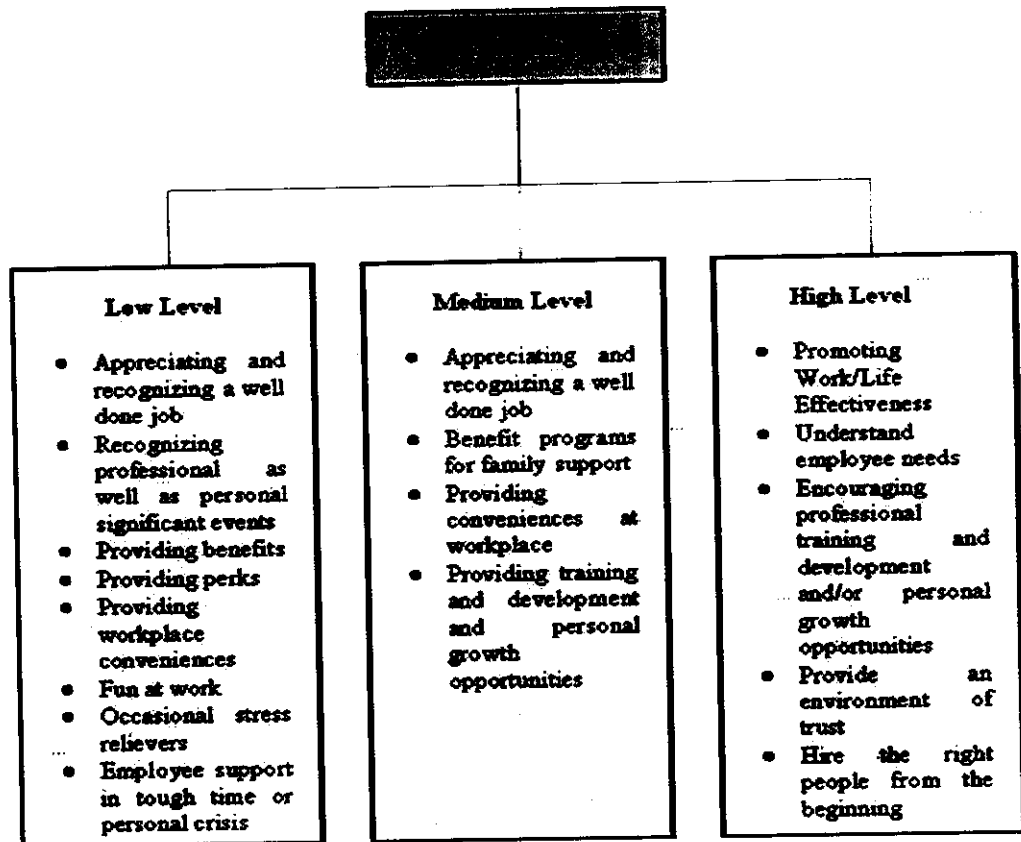 Low Level
• Appreciating and
recognizing a well
done job
• Recognizing
professional as
well as personal
significant events
• Providing benefits
• Providing perks
• Providing
workplace
conveniences
• Fun at work
• Occasional stress
relievers
• Employee support
in tough time or
personal crisis
Medium Level
• Appreciating and
recognizing a well
done job
• Benefit programs
for family support
• Providing
conveniences at
workplace
• Providing training
and development
and personal
growth
opportunities
High Level
• Promoting
Work/Life
Effectiveness
• Understand
employee needs
• Encouraging
professional
training and
development
and/or personal
growth
opportunities
• Provide an
environment of
trust
• Hire the right
people from the
beginning